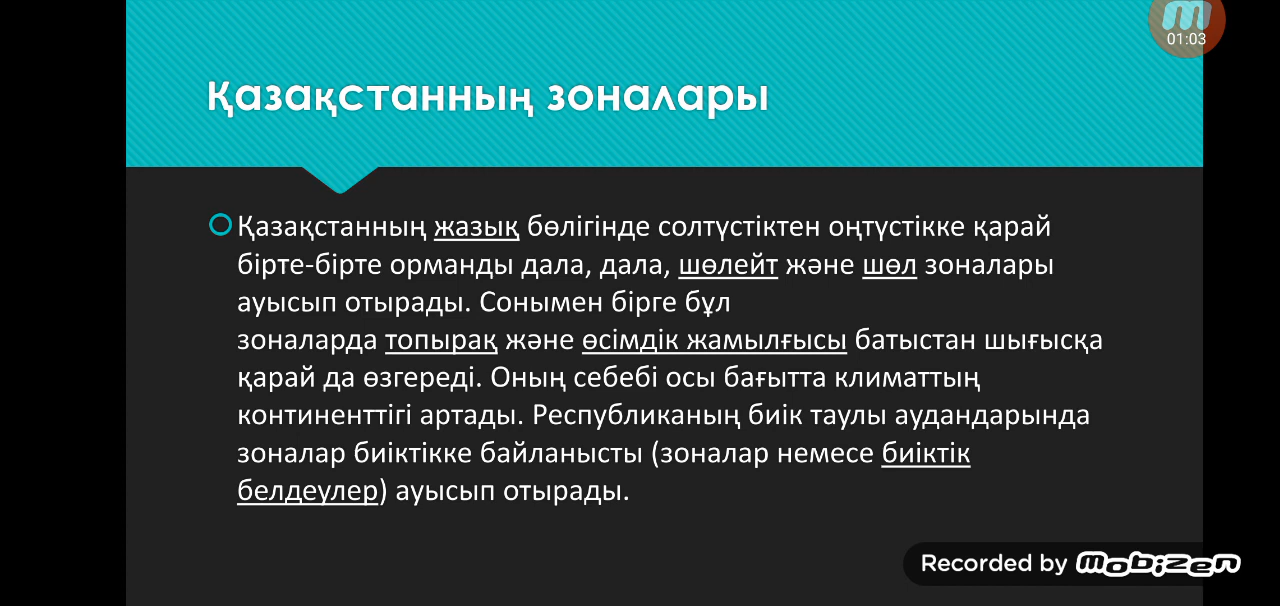 01:03
Қазақстанның зоналары
Қазақстанның жазық бөлігінде солтүстіктен оңтүстікке қарай
бірте-бірте орманды дала, дала, шөлейт және шөл зоналары
ауысып отырады. Сонымен бірге бұл
зоналарда топырақ және өсімдік жамылғысы батыстан шығысқа
қарай да өзгереді. Оның себебі осы бағытта климаттың
континенттігі артады. Республиканың биік таулы аудандарында
зоналар биіктікке байланысты (зоналар немесе биіктік
белдеулер) ауысып отырады.
Recorded by mobizen